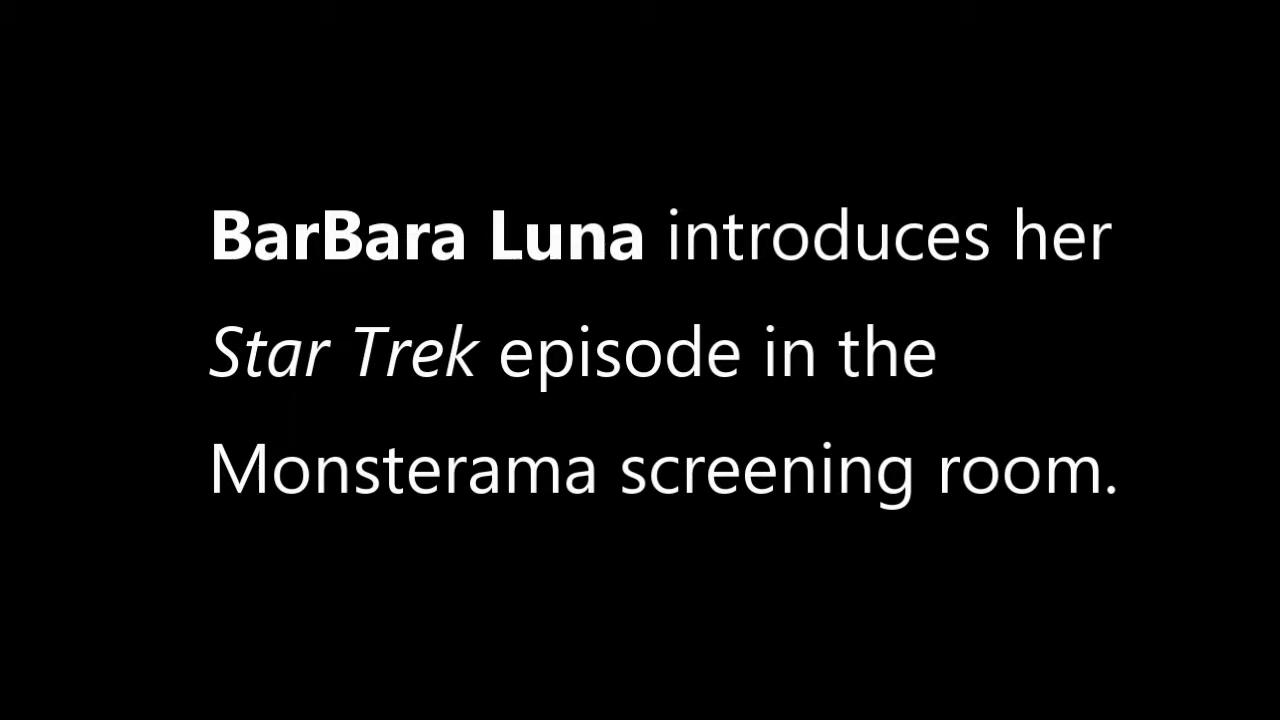 BarBara Luna introduces her
Star Trek episode in the
Monsterama screening room.